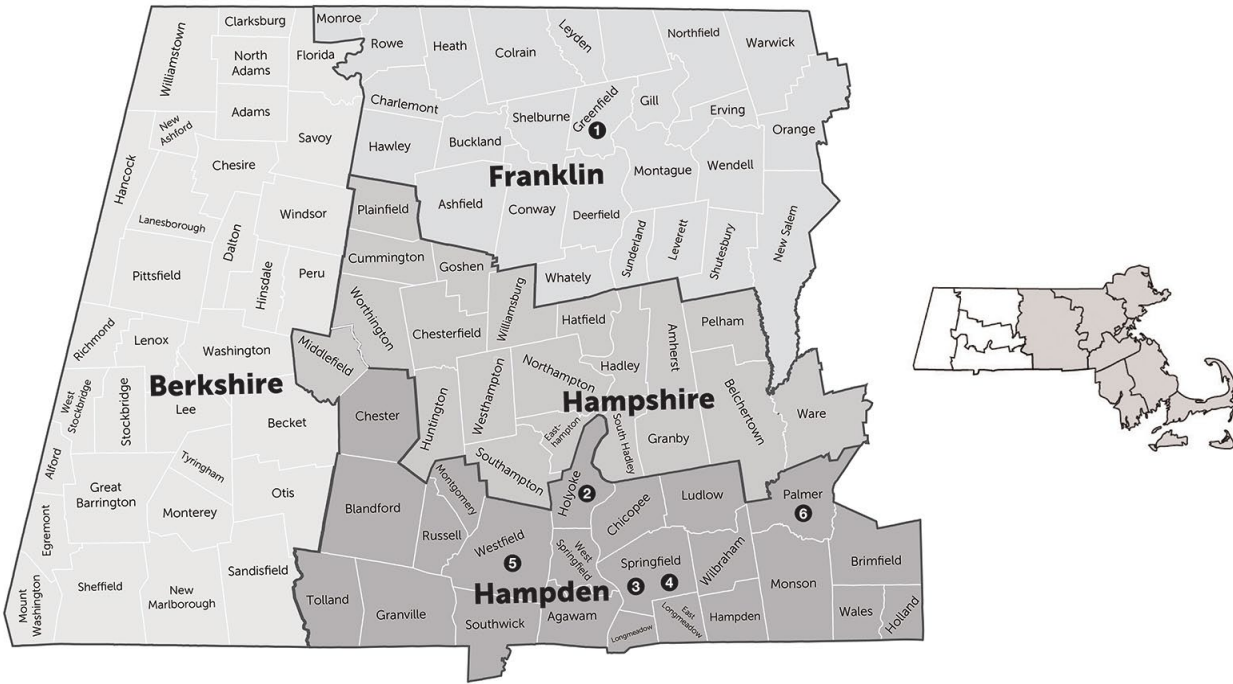 Williamstown
Clarksburg
North
Adams
Florida
Adams
New
Ashford
Savoy
Hancock
Chesire
Lanesborough
Dalton
Windsor
Pittsfield
Hinsdale
Peru
Richmond
Lenox
Washington
Berkshire
West
Stockbridge
Stockbridge
Lee
Becket
Alford
Great
Barrington
Tyringham
Otis
Monterey
Egremont
Mount
Washington
Sheffield
New
Marlborough
Sandisfield
Monroe
Rowe
Heath
Colrain
Leyden
Northfield
Warwick
Charlemont
Shelburne
Greenfield
1
Gill
Erving
Orange
Hawley
Buckland
Franklin
Montague
Wendell
Ashfield
Conway
Deerfield
Sunderland
Leverett
Shutesbury
New Salem
Whately
Plainfield
Cummington
Goshen
Worthington
Chesterfield
Williamsburg
Hatfield
Amherst
Pelham
Middlefield
Hadley
Northampton
Westhampton
Hampshire
Huntington
Belchertown
Ware
East-
hampton
South Hadley
Granby
Southampton
Chester
Blandford
Montgomery
Holyoke
2
Chicopee
Ludlow
Palmer
6
Russell
Westfield
5
West
Springfield
Springfield
3
4
Wilbraham
Monson
Brimfield
Hampden
Tolland
Granville
Southwick
Agawam
Longmeadow
East
Longmeadow
Hampden
Wales
Holland